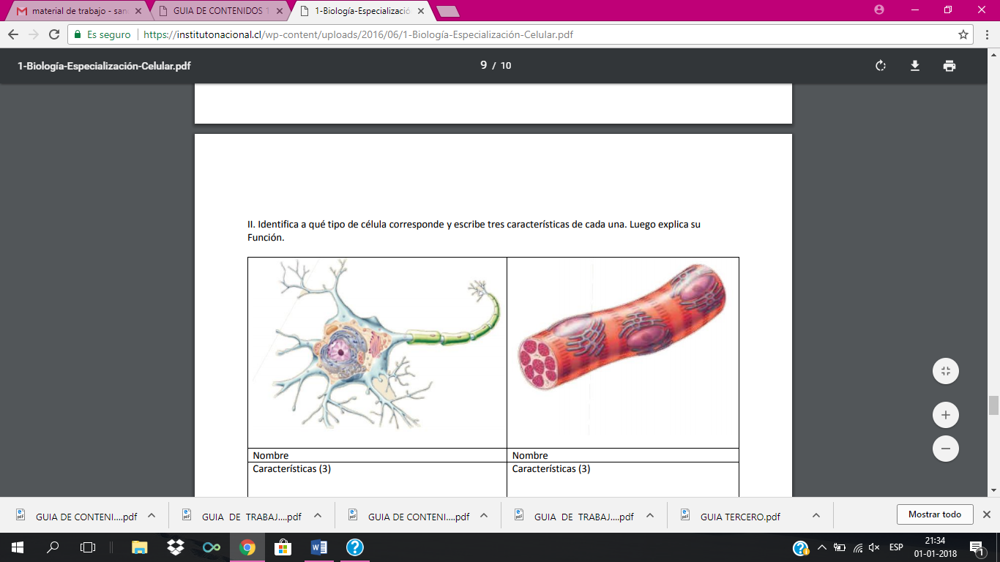 material de trabajo - san
GUIA DE CONTENIDOS 1
1-Biología-Especializació
Es seguro
https://institutonacional.cl/wp-content/uploads/2016/06/1-Biología-Especialización-Celular.pdf
1-Biología-Especialización-Celular.pdf
9 / 10
II. Identifica a qué tipo de célula corresponde y escribe tres características de cada una. Luego explica su
Función.
Nombre
Nombre
Características (3)
Características (3)
GUIA DE CONTENI....pdf
GUIA DE TRABAJ....pdf
GUIA DE CONTENI....pdf
GUIA DE TRABAJ....pdf
GUIA TERCERO.pdf
Mostrar todo
ESP
21:34
01-01-2018
1